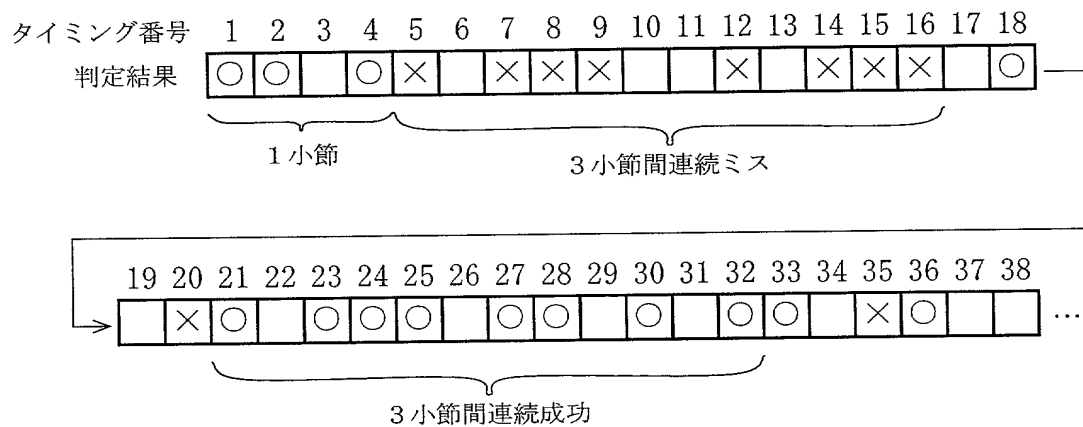 タイミング番号 1 2 3 4 5 6 7 8 9 10 11 12 13 14 15 16 17 18
判定結果 ○ ○ ○ × × × × × × × × ○
1小節 3小節間連続ミス
19 20 21 22 23 24 25 26 27 28 29 30 31 32 33 34 35 36 37 38
× ○ ○ ○ ○ ○ ○ ○ ○ ○ × ○ …
3小節間連続成功